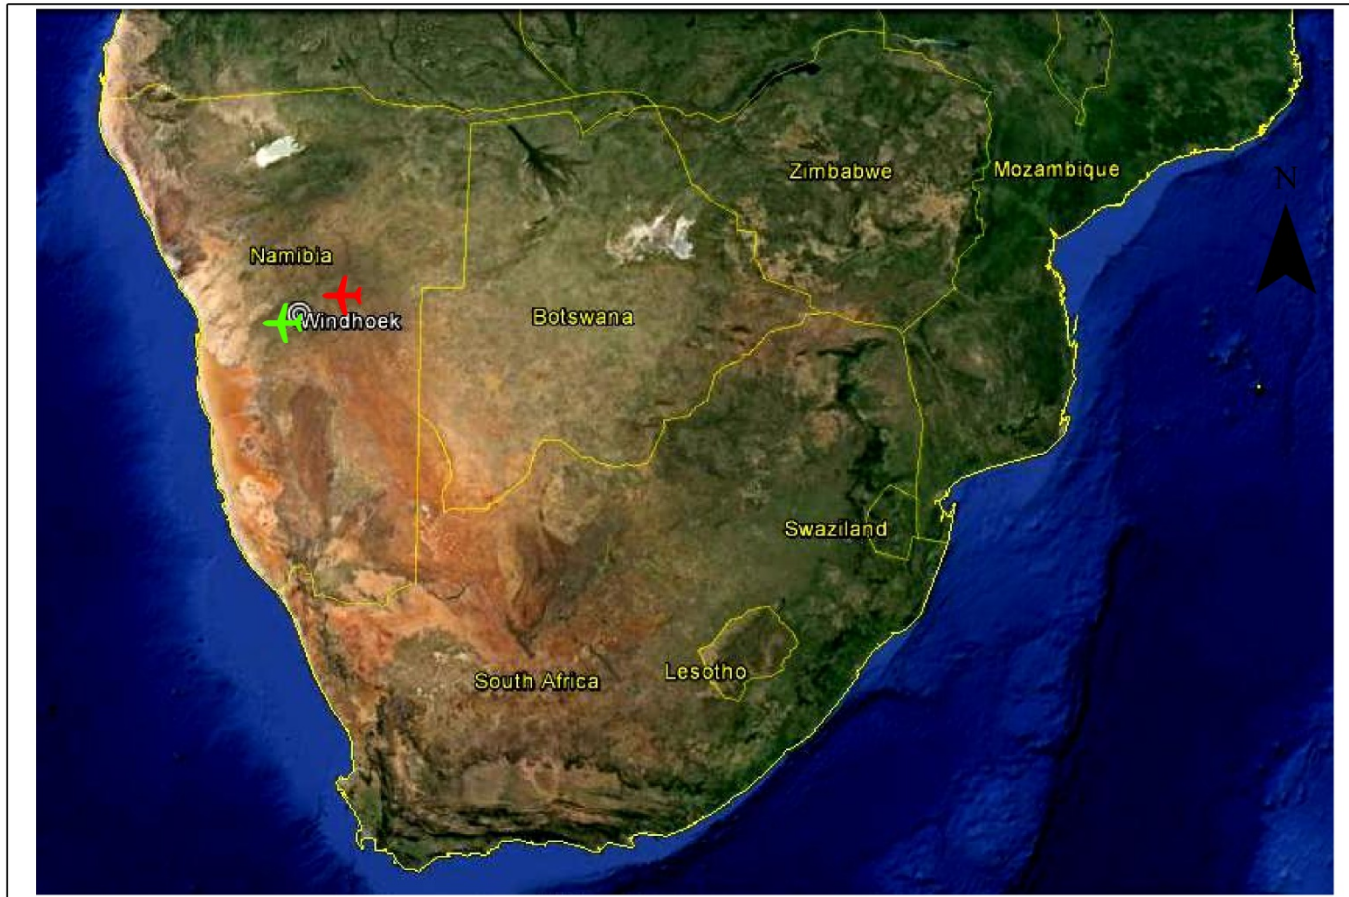 Zimbabwe
Mozambique
N
Namibia
Windhoek
Botswana
Swaziland
Lesotho
South Africa